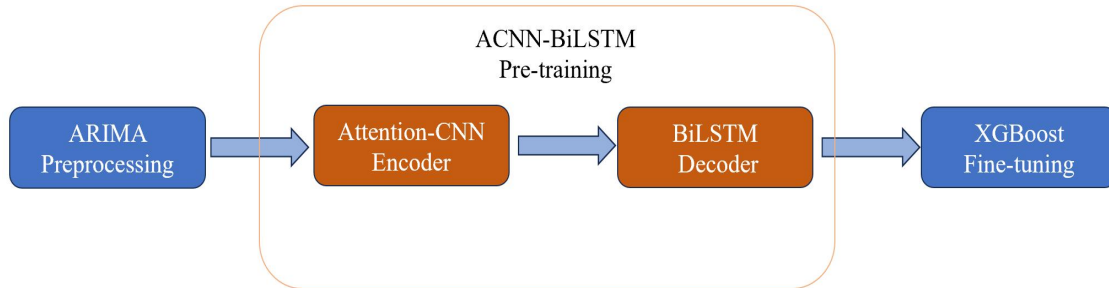 ACNN-BiLSTM
Pre-training
ARIMA
Preprocessing
Attention-CNN
Encoder
BiLSTM
Decoder
XGBoost
Fine-tuning